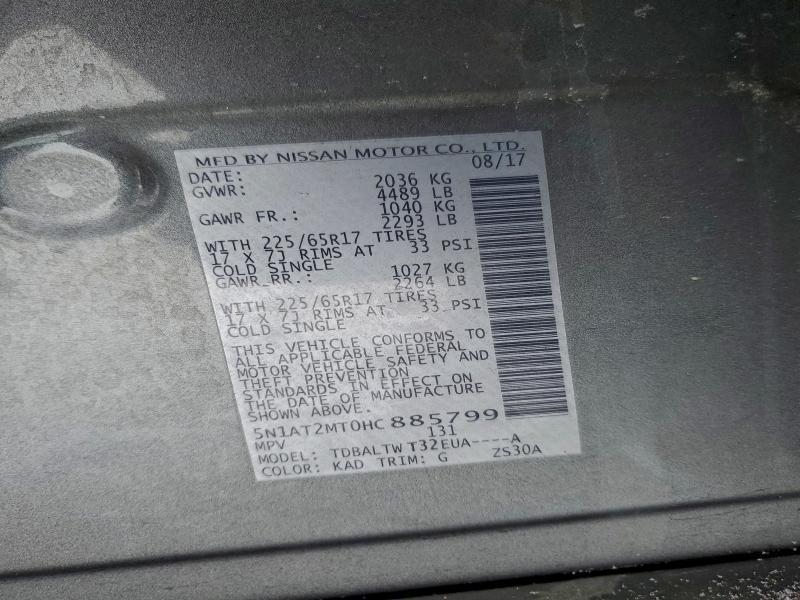 MFD BY NISSAN MOTOR CO., LTD.
DATE: 08/17
GVWR: 2036 KG
4489 LB
GAWR FR.: 1040 KG
2293 LB
WITH 225/65R17 TIRES
17 X 7J RIMS AT 33 PSI
COLD SINGLE
GAWR RR.: 1027 KG
2264 LB
WITH 225/65R17 TIRES
17 X 7J RIMS AT 33 PSI
COLD SINGLE
THIS VEHICLE CONFORMS TO
ALL APPLICABLE FEDERAL
MOTOR VEHICLE SAFETY AND
THEFT PREVENTION
STANDARDS IN EFFECT ON
THE DATE OF MANUFACTURE
SHOWN ABOVE.
5N1AT2MT0HC885799
MPV 131
MODEL: TDBALTW T32EUA----A
COLOR: KAD TRIM: G ZS30A